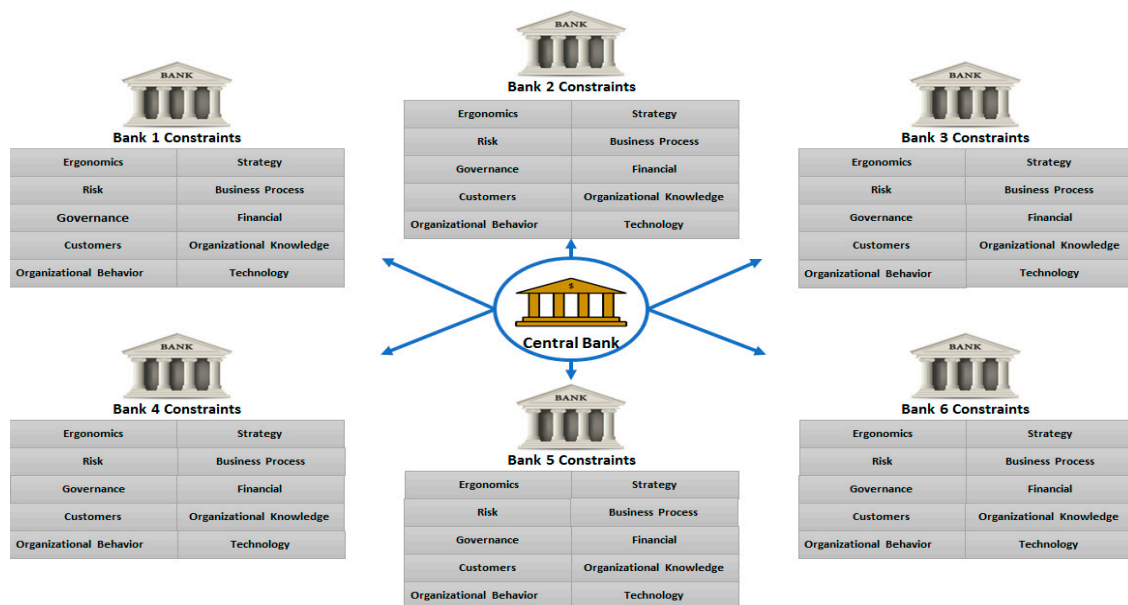 BANK
Bank 1 Constraints
Ergonomics Strategy
Risk Business Process
Governance Financial
Customers Organizational Knowledge
Organizational Behavior Technology
BANK
Bank 2 Constraints
Ergonomics Strategy
Risk Business Process
Governance Financial
Customers Organizational Knowledge
Organizational Behavior Technology
BANK
Bank 3 Constraints
Ergonomics Strategy
Risk Business Process
Governance Financial
Customers Organizational Knowledge
Organizational Behavior Technology
$
Central Bank
BANK
Bank 4 Constraints
Ergonomics Strategy
Risk Business Process
Governance Financial
Customers Organizational Knowledge
Organizational Behavior Technology
BANK
Bank 5 Constraints
Ergonomics Strategy
Risk Business Process
Governance Financial
Customers Organizational Knowledge
Organizational Behavior Technology
BANK
Bank 6 Constraints
Ergonomics Strategy
Risk Business Process
Governance Financial
Customers Organizational Knowledge
Organizational Behavior Technology